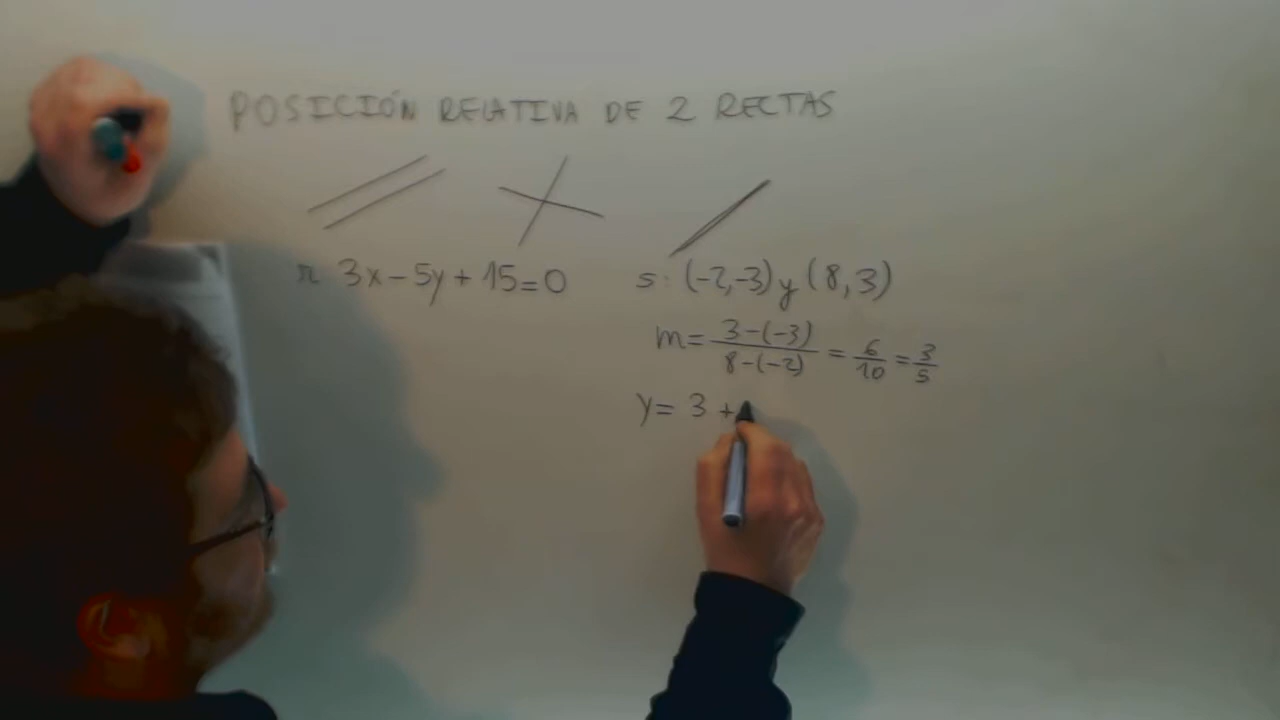 POSICIÓN RELATIVA DE 2 RECTAS
r: 3x-5y+15=0
s: (-2,-3) y (8,3)
m= 3-(-3)/8-(-2) = 6/10 = 3/5
y= 3 +